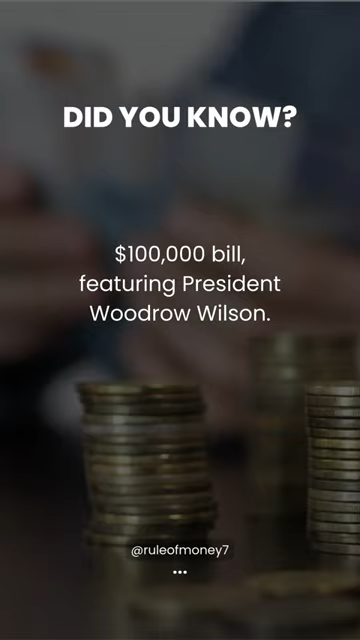 DID YOU KNOW?
$100,000 bill,
featuring President
Woodrow Wilson.
@ruleofmoney7
...